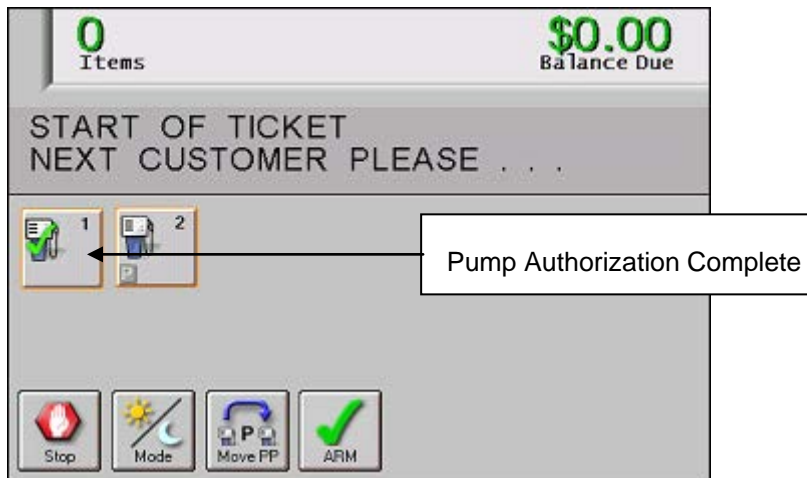 0
Items
$0.00
Balance Due
START OF TICKET
NEXT CUSTOMER PLEASE . . .
1
2
P
Pump Authorization Complete
Stop
Mode
P
Move PP
ARM